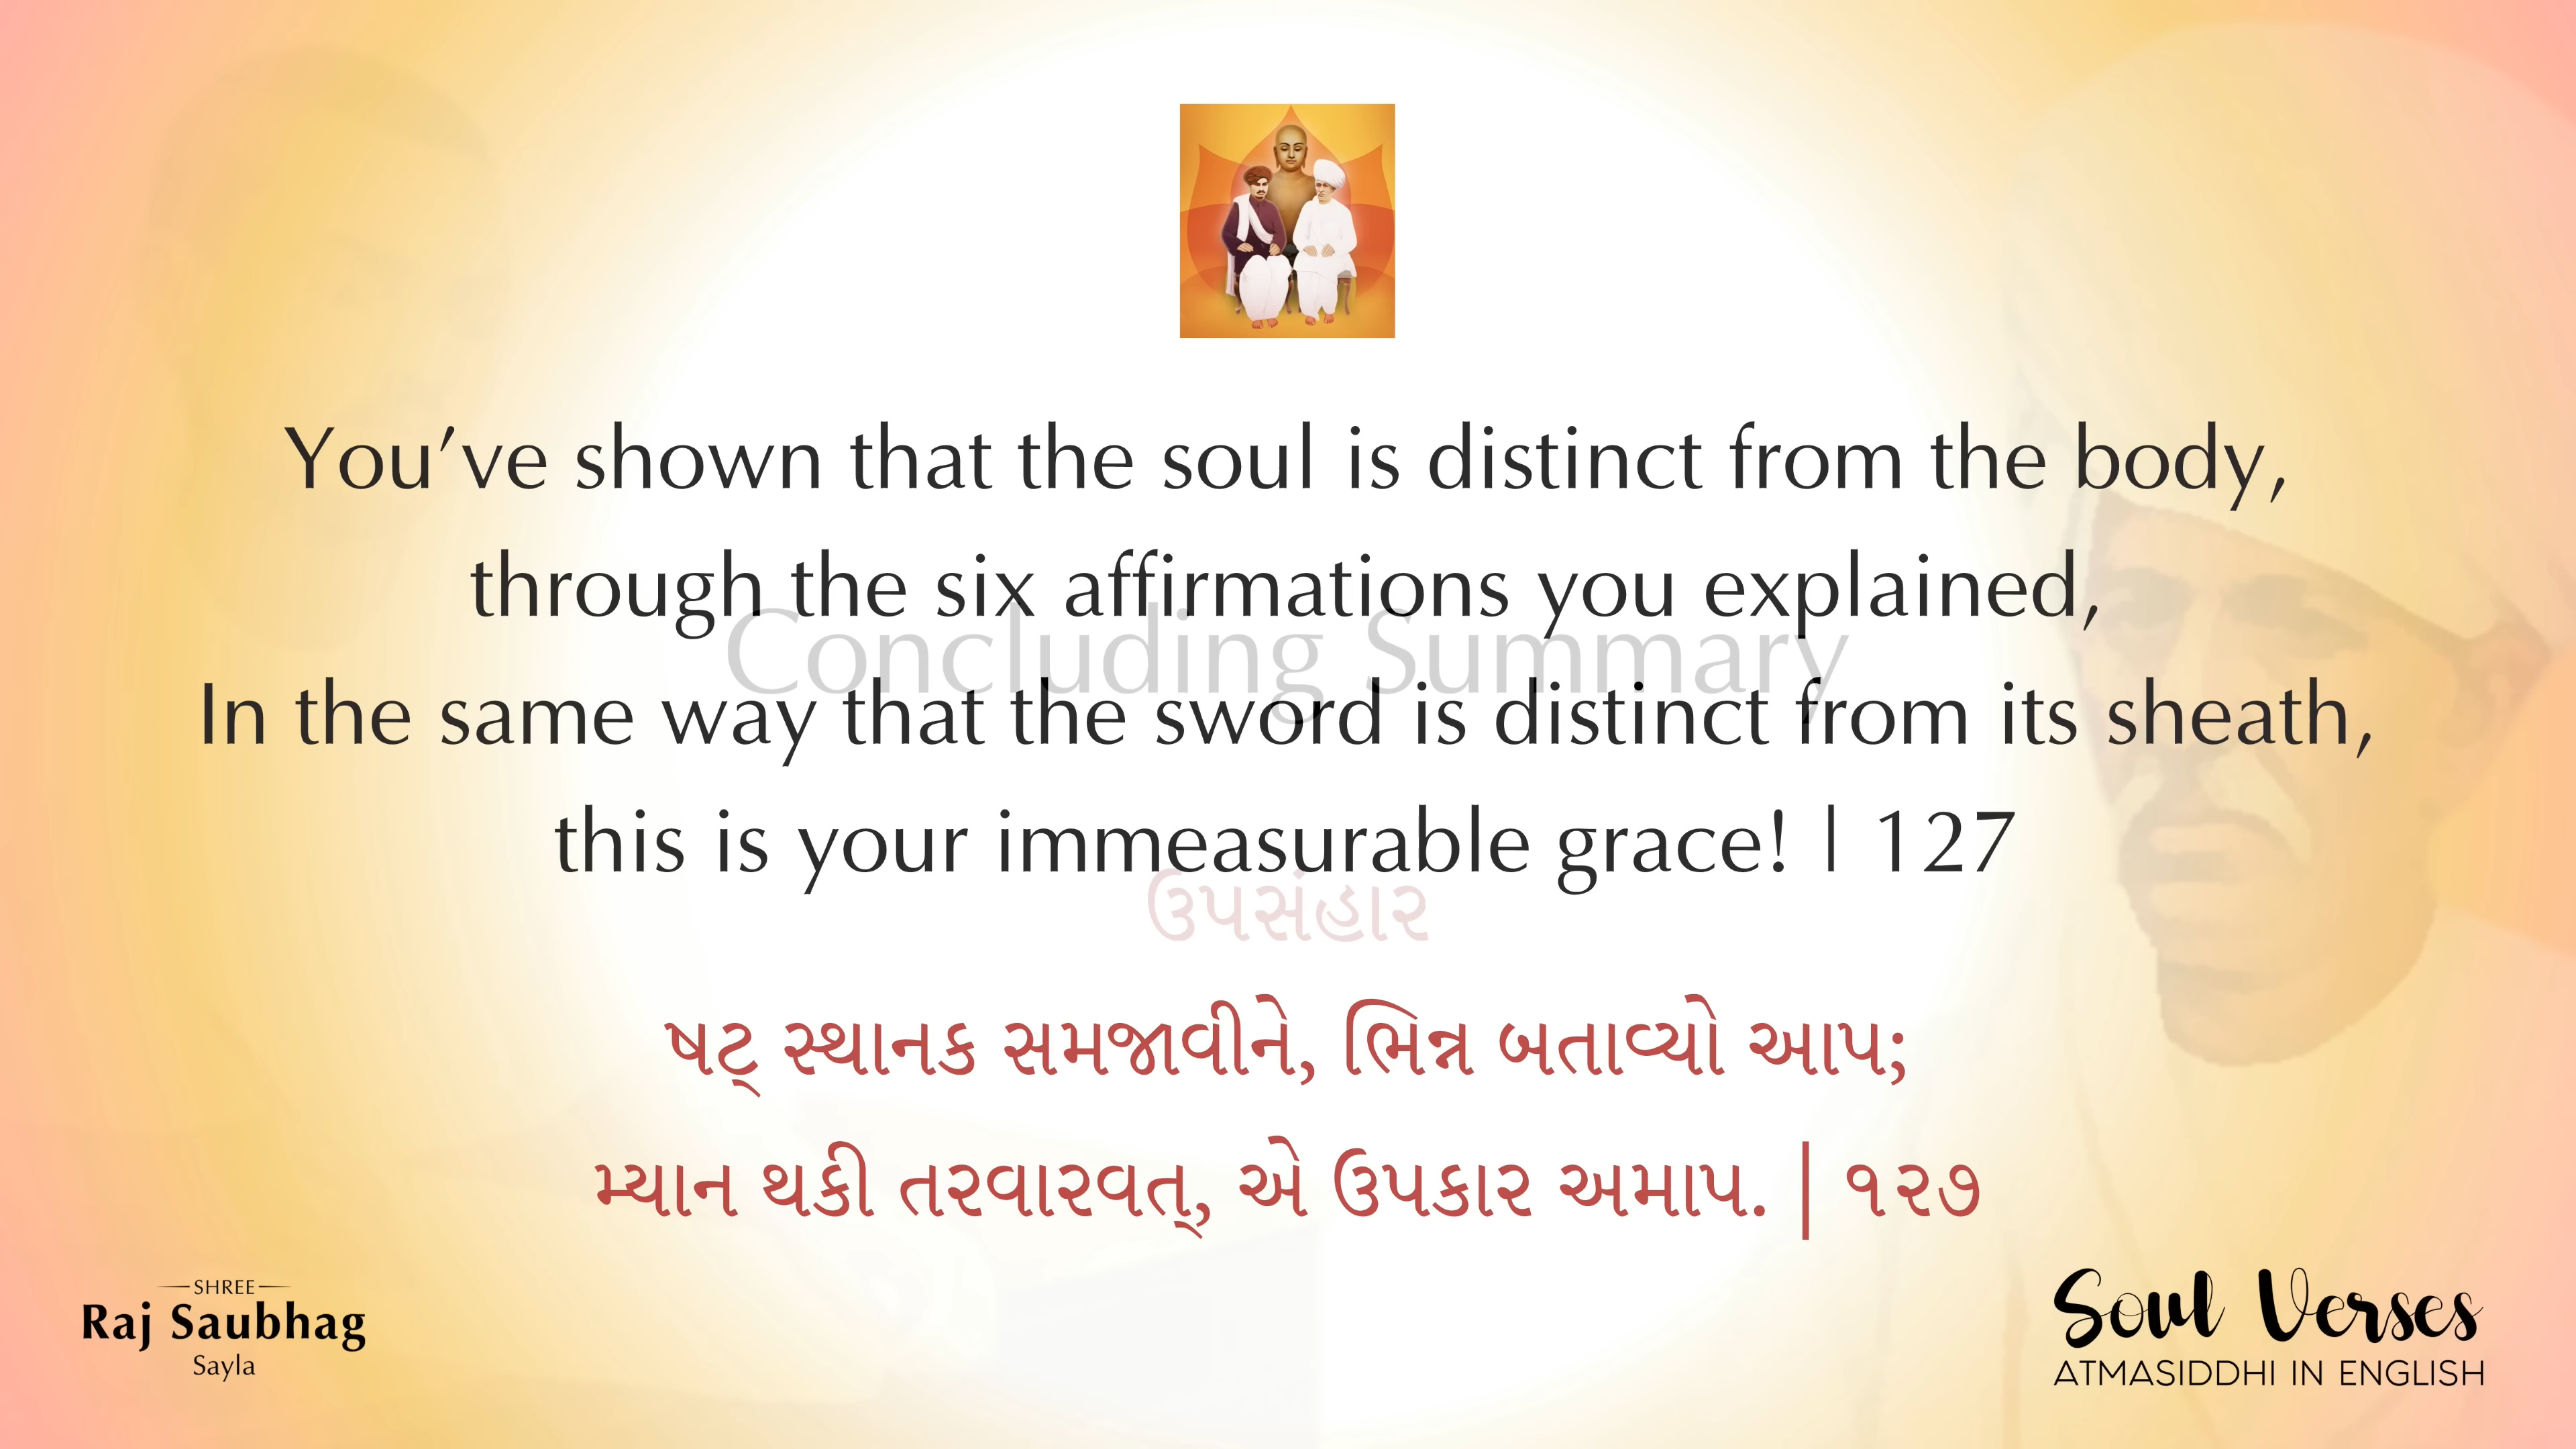 You’ve shown that the soul is distinct from the body,
through the six affirmations you explained,
Concluding Summary
In the same way that the sword is distinct from its sheath,
this is your immeasurable grace! | 127
ઉપસંહાર
ષટ્ સ્થાનક સમજાવીને, ભિન્ન બતાવ્યો આપ;
મ્યાન થકી તરવારવત્, એ ઉપકાર અમાપ. | ૧૨૭
SHREE
Raj Saubhag
Sayla
Soul Verses
ATMASIDDHI IN ENGLISH